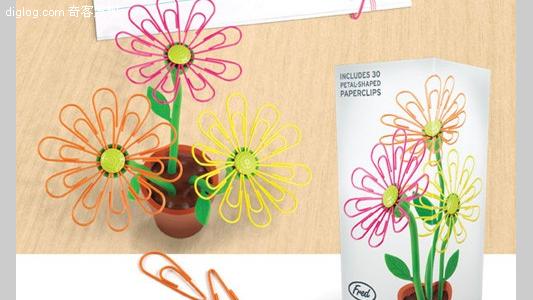 diglog.com 奇客
INCLUDES 30
PETAL-SHAPED
PAPERCLIPS
Fred